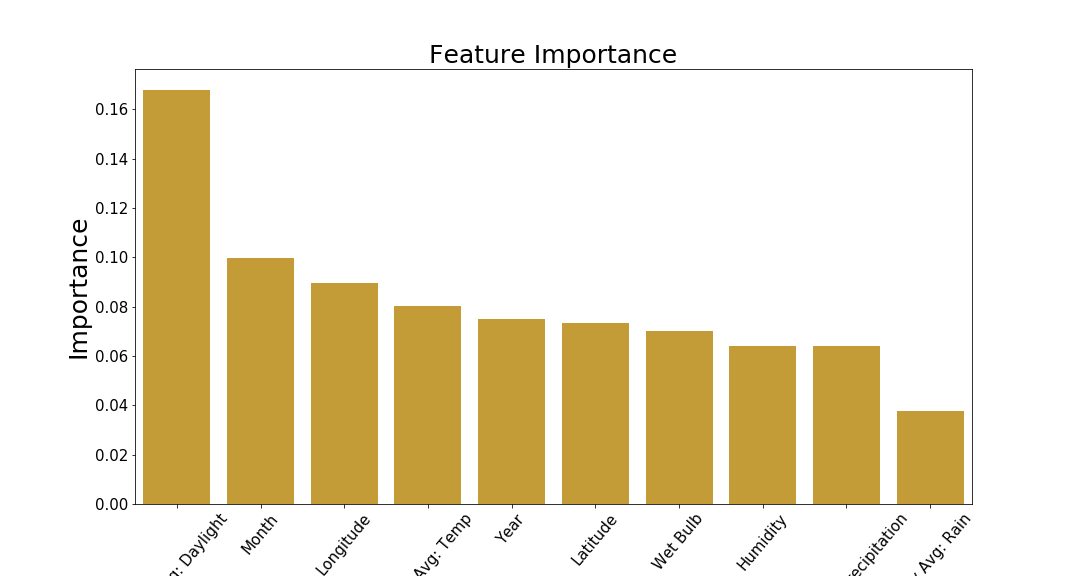 Feature Importance
Importance
0.16
0.14
0.12
0.10
0.08
0.06
0.04
0.02
0.00
g: Daylight
Month
Longitude
Avg: Temp
Year
Latitude
Wet Bulb
Humidity
recipitation
Avg: Rain